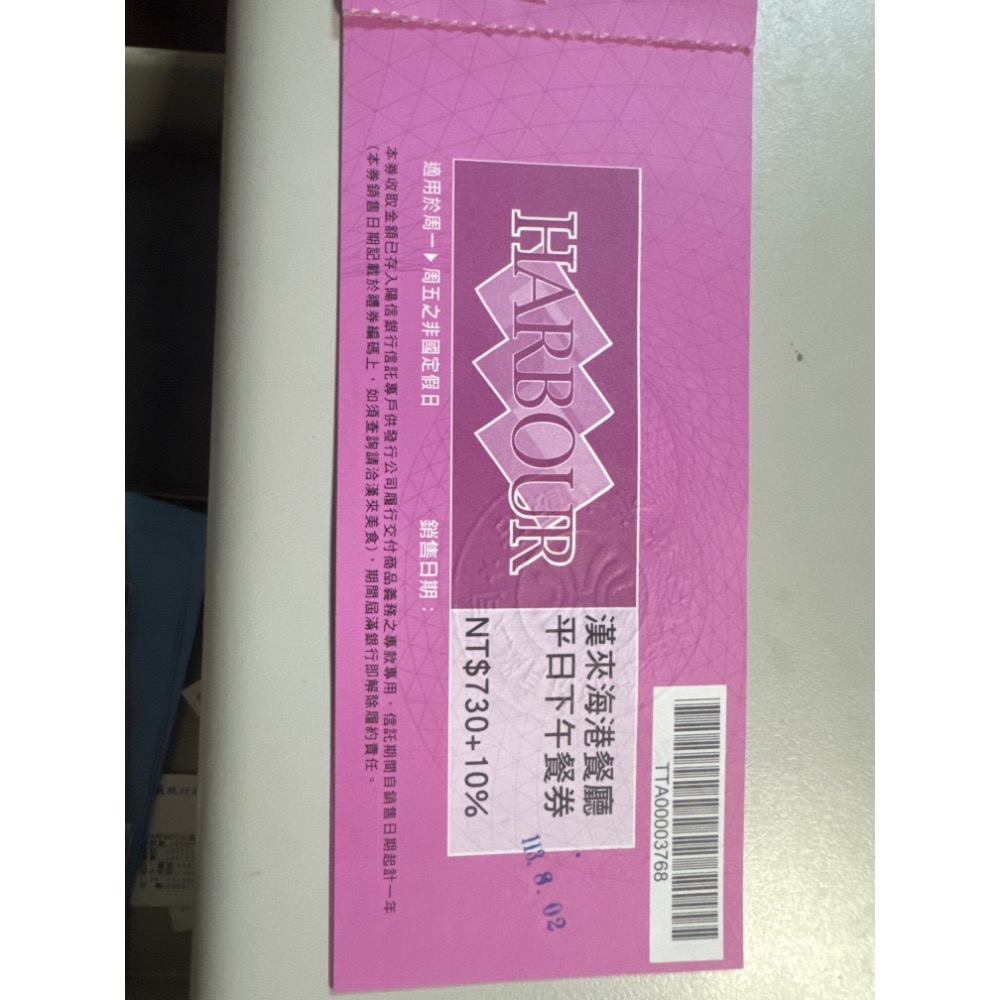 TTA00003768
HARBOUR
漢來海港餐廳
平日下午餐券
NT$730+10%
113.8.02
適用於周一▶周五之非國定假日
銷售日期：
本券收取金額已存入陽信銀行信託專戶供發行公司履行交付商品義務之專款專用，信託期間自銷售日期起計一年
(本券銷售日期記載於禮券編碼上，如須查詢請洽漢來美食)，期間屆滿銀行即解除履約責任。